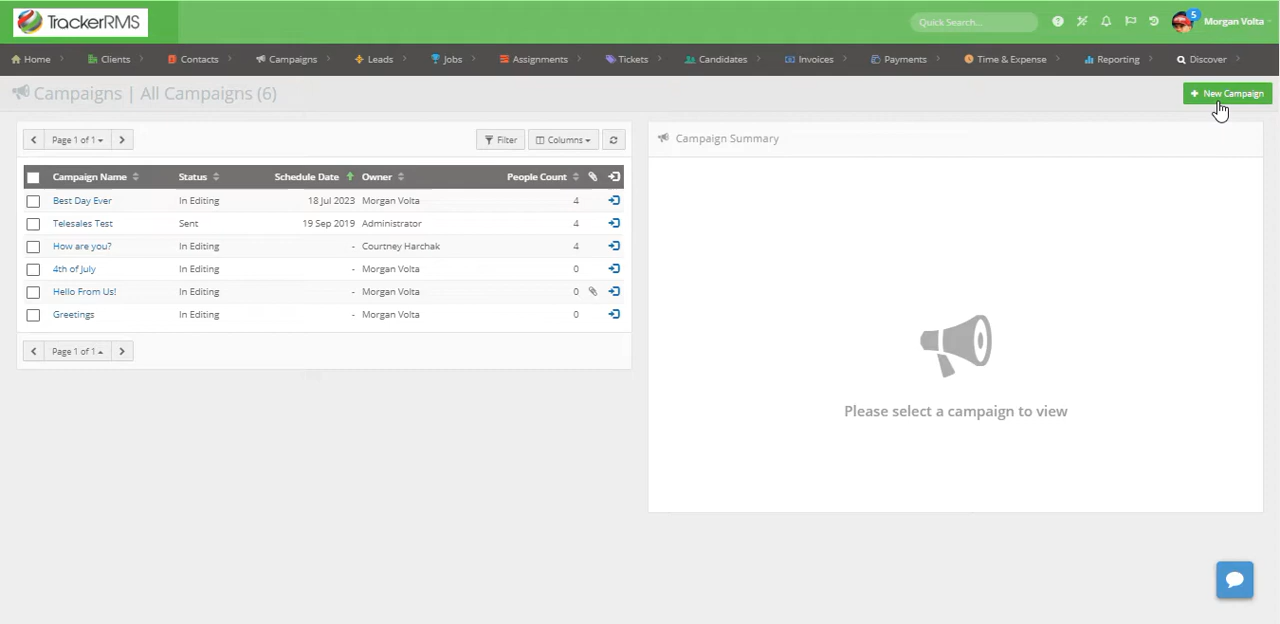 TrackerRMS
Quick Search...
5
Morgan Volta
Home
Clients
Contacts
Campaigns
Leads
Jobs
Assignments
Tickets
Candidates
Invoices
Payments
Time & Expense
Reporting
Discover
Campaigns | All Campaigns (6)
+ New Campaign
Page 1 of 1
Filter
Columns
Campaign Summary
Campaign Name Status Schedule Date Owner People Count
Best Day Ever In Editing 18 Jul 2023 Morgan Volta 4
Telesales Test Sent 19 Sep 2019 Administrator 4
How are you? In Editing - Courtney Harchak 4
4th of July In Editing - Morgan Volta 0
Hello From Us! In Editing - Morgan Volta 0
Greetings In Editing - Morgan Volta 0
Page 1 of 1
Please select a campaign to view